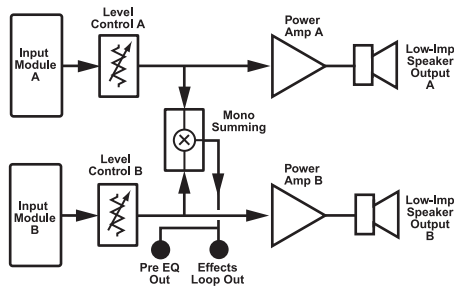 Level
Control A
Power
Amp A
Input
Module
A
Low-Imp
Speaker
Output
A
Mono
Summing
Level
Control B
Power
Amp B
Input
Module
B
Low-Imp
Speaker
Output
B
Pre EQ
Out
Effects
Loop Out